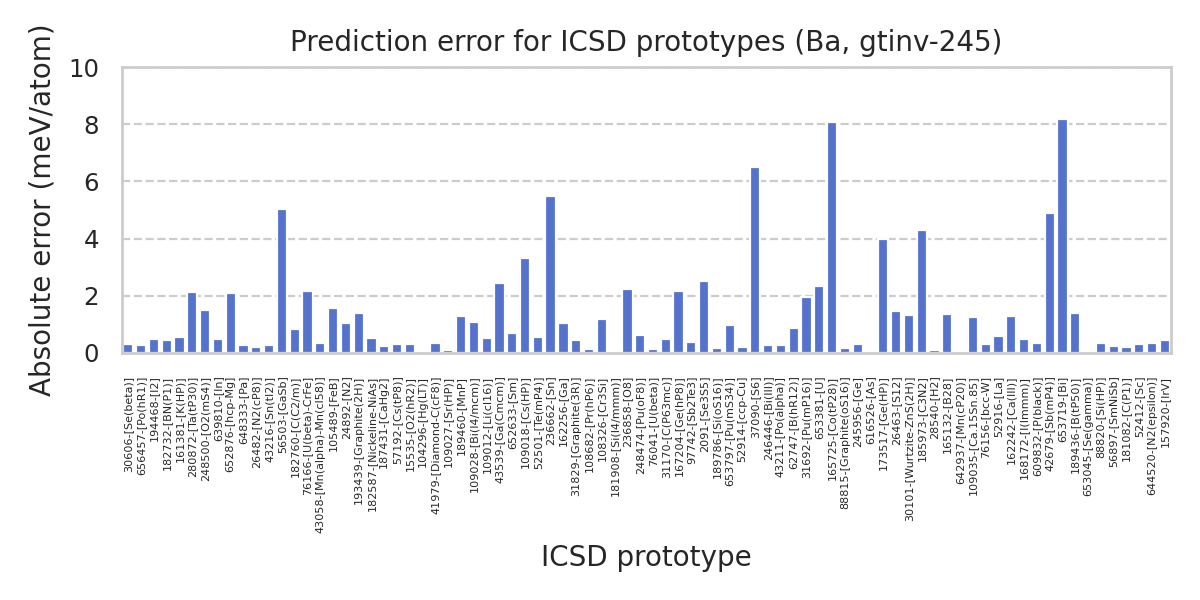 Prediction error for ICSD prototypes (Ba, gtinv-245)
Absolute error (meV/atom)
10
8
6
4
2
0
30606-[Se(beta)]
656457-[Po(hR1)]
194468-[I2]
182732-[BN(P1)]
161381-[K(HP)]
280872-[Ta(tP30)]
248500-[O2(mS4)]
639810-[In]
652876-[hcp-Mg]
648333-[Pa]
26482-[N2(cP8)]
43216-[Sn(tI2)]
56503-[GaSb]
182760-[C(C2/m)]
76166-[U(beta)-CrFe]
43058-[Mn(alpha)-Mn(cI58)]
105489-[FeB]
24892-[N2]
193439-[Graphite(2H)]
182587-[Nickeline-NiAs]
187431-[CaHg2]
57192-[Cs(tP8)]
15535-[O2(hR2)]
104296-[Hg(LT)]
41979-[Diamond-C(cF8)]
109027-[Sr(HP)]
189460-[MnP]
109028-[Bi(I4/mcm)]
109012-[Li(cI16)]
43539-[Ga(Cmcm)]
652633-[Sm]
109018-[Cs(HP)]
52501-[Te(mP4)]
236662-[Sn]
162256-[Ga]
31829-[Graphite(3R)]
108682-[Pr(hP6)]
108326-[Cr3Si]
181908-[Si(I4/mmm)]
236858-[O8]
248474-[Pu(oF8)]
76041-[U(beta)]
31170-[C(P63mc)]
167204-[Ge(hP8)]
97742-[Sb2Te3]
2091-[Se3S5]
189786-[Si(oS16)]
653797-[Pu(mS34)]
52914-[ccp-Cu]
37090-[S6]
246446-[Bi(III)]
43211-[Po(alpha)]
62747-[B(hR12)]
31692-[Pu(mP16)]
653381-[U]
165725-[Co(tP28)]
88815-[Graphite(oS16)]
245956-[Ge]
616526-[As]
173517-[Ge(HP)]
2646103-[S12]
30101-[Wurtzite-ZnS(2H)]
185973-[C3N2]
28540-[H2]
165132-[B28]
642937-[Mn(cP20)]
109035-[Ca.15Sn.85]
76156-[bcc-W]
52916-[La]
162242-[Ca(III)]
168172-[I(Immm)]
609832-[P(black)]
42679-[Sb(mP4)]
653719-[Bi]
189436-[B(tP50)]
653045-[Se(gamma)]
88820-[Si(HP)]
56897-[SmNiSb]
181082-[C(P1)]
52412-[Sc]
644520-[N2(epsilon)]
157920-[IrV]
ICSD prototype